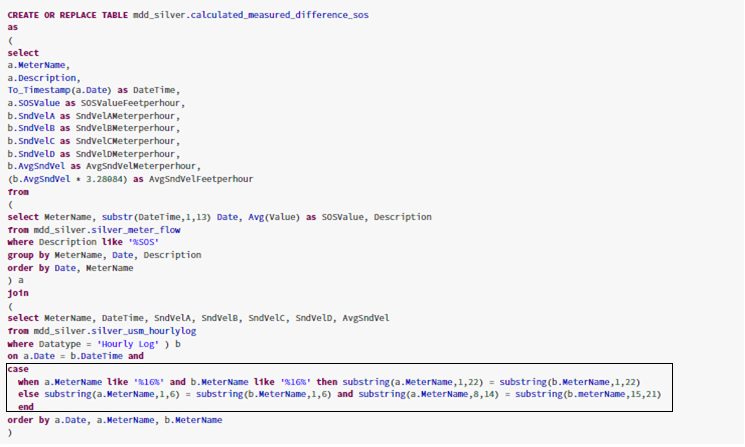 CREATE OR REPLACE TABLE mdd_silver.calculated_measured_difference_sos
as
(
select
a.MeterName,
a.Description,
To_Timestamp(a.Date) as DateTime,
a.SOSValue as SOSValueFeetperhour,
b.SndVelA as SndVelAMeterperhour,
b.SndVelB as SndVelBMeterperhour,
b.SndVelC as SndVelCMeterperhour,
b.SndVelD as SndVelDMeterperhour,
b.AvgSndVel as AvgSndVelMeterperhour,
(b.AvgSndVel * 3.28084) as AvgSndVelFeetperhour
from
(
select MeterName, substr(DateTime,1,13) Date, Avg(Value) as SOSValue, Description
from mdd_silver.silver_meter_flow
where Description like '%SOS'
group by MeterName, Date, Description
order by Date, MeterName
) a
join
(
select MeterName, DateTime, SndVelA, SndVelB, SndVelC, SndVelD, AvgSndVel
from mdd_silver.silver_usm_hourlylog
where Datatype = 'Hourly Log' ) b
on a.Date = b.DateTime and
case
when a.MeterName like '%16%' and b.MeterName like '%16%' then substring(a.MeterName,1,22) = substring(b.MeterName,1,22)
else substring(a.MeterName,1,6) = substring(b.MeterName,1,6) and substring(a.MeterName,8,14) = substring(b.meterName,15,21)
end
order by a.Date, a.MeterName, b.MeterName
)